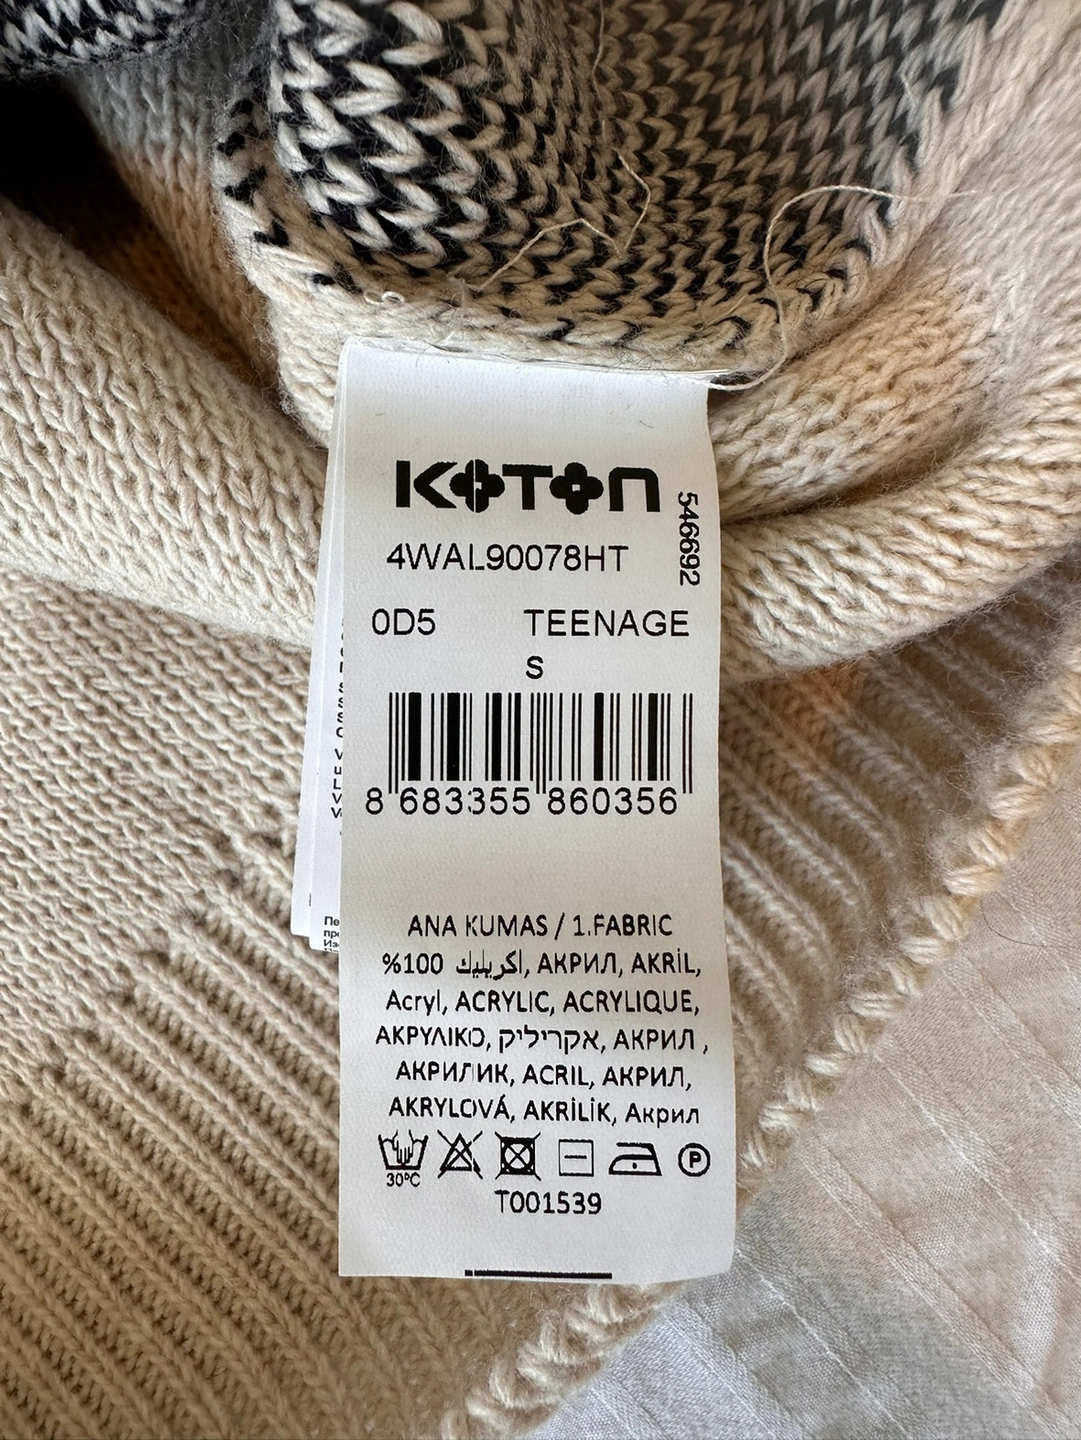 KOTON
546692
4WAL90078HT
0D5 TEENAGE
S
8 683355 860356
ANA KUMAS / 1.FABRIC
%100 اكريليك, АКРИЛ, AKRİL,
Acryl, ACRYLIC, ACRYLIQUE,
ΑΚΡΥΛΙΚΟ, אקריליק, АКРИЛ ,
АКРИЛИК, ACRIL, АКРИЛ,
AKRYLOVÁ, AKRİLİK, Акрил
30°C
P
T001539